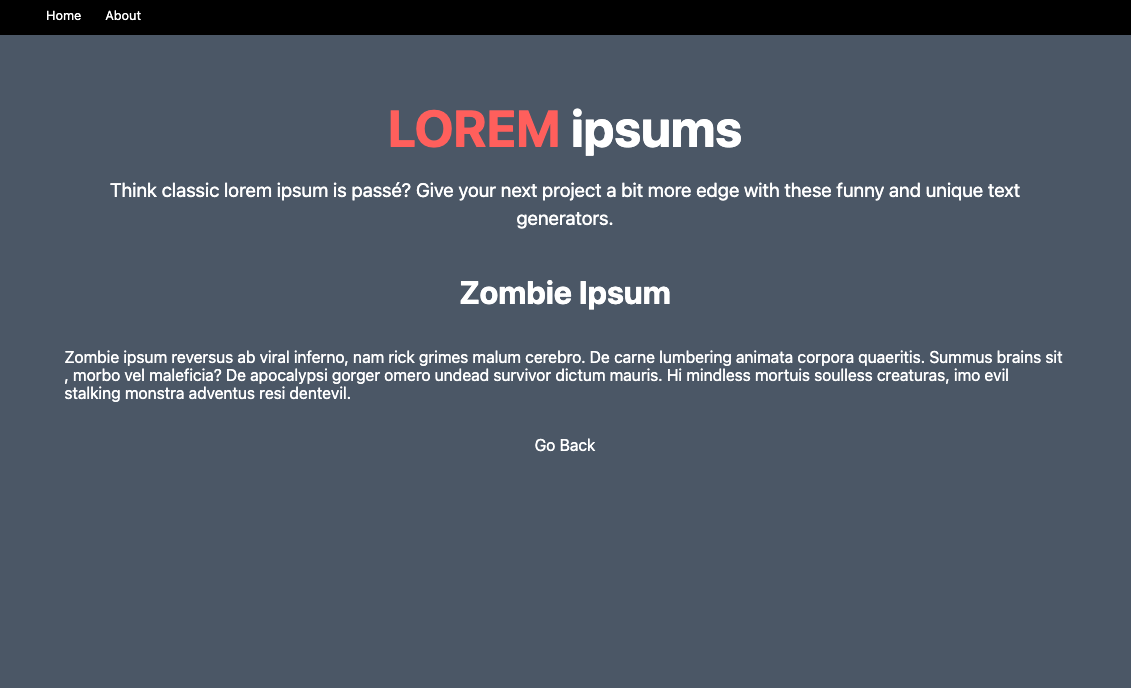 Home About
LOREM ipsums
Think classic lorem ipsum is passé? Give your next project a bit more edge with these funny and unique text
generators.
Zombie Ipsum
Zombie ipsum reversus ab viral inferno, nam rick grimes malum cerebro. De carne lumbering animata corpora quaeritis. Summus brains sit
, morbo vel maleficia? De apocalypsi gorger omero undead survivor dictum mauris. Hi mindless mortuis soulless creaturas, imo evil
stalking monstra adventus resi dentevil.
Go Back